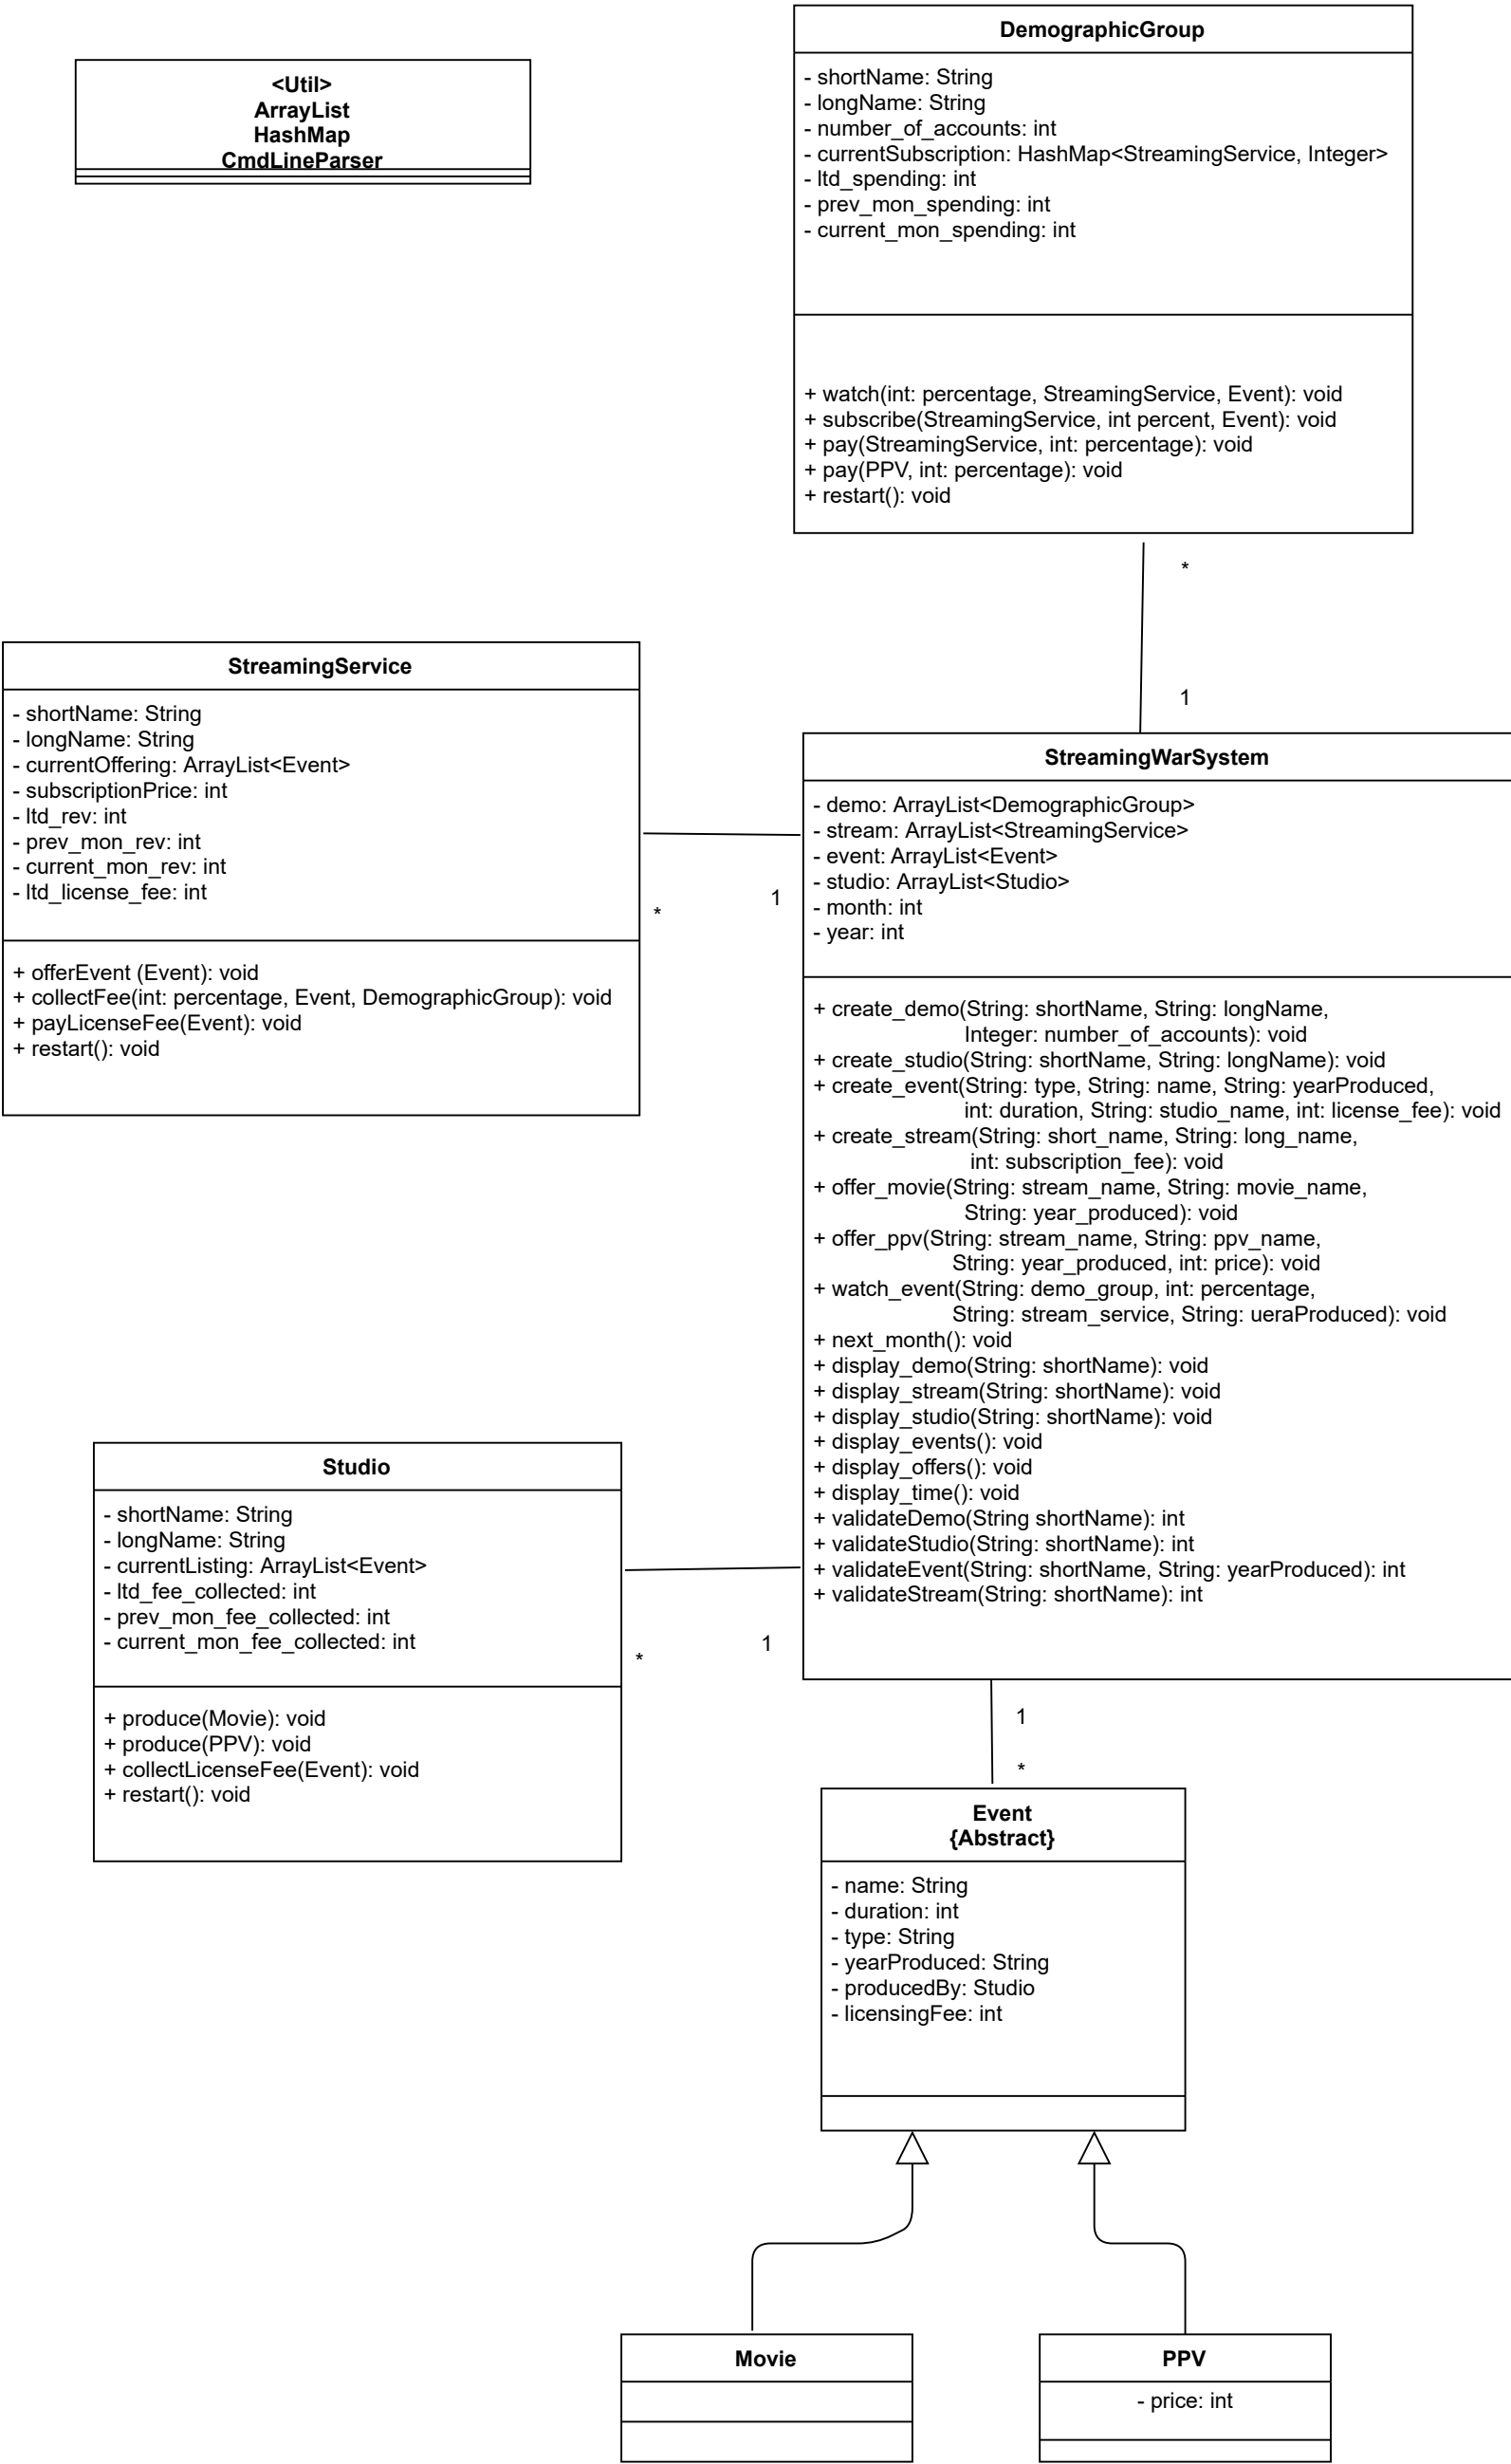 <Util>
ArrayList
HashMap
CmdLineParser
DemographicGroup
- shortName: String
- longName: String
- number_of_accounts: int
- currentSubscription: HashMap<StreamingService, Integer>
- ltd_spending: int
- prev_mon_spending: int
- current_mon_spending: int
+ watch(int: percentage, StreamingService, Event): void
+ subscribe(StreamingService, int percent, Event): void
+ pay(StreamingService, int: percentage): void
+ pay(PPV, int: percentage): void
+ restart(): void
*
1
StreamingService
- shortName: String
- longName: String
- currentOffering: ArrayList<Event>
- subscriptionPrice: int
- ltd_rev: int
- prev_mon_rev: int
- current_mon_rev: int
- ltd_license_fee: int
+ offerEvent (Event): void
+ collectFee(int: percentage, Event, DemographicGroup): void
+ payLicenseFee(Event): void
+ restart(): void
*
1
StreamingWarSystem
- demo: ArrayList<DemographicGroup>
- stream: ArrayList<StreamingService>
- event: ArrayList<Event>
- studio: ArrayList<Studio>
- month: int
- year: int
+ create_demo(String: shortName, String: longName,
Integer: number_of_accounts): void
+ create_studio(String: shortName, String: longName): void
+ create_event(String: type, String: name, String: yearProduced,
int: duration, String: studio_name, int: license_fee): void
+ create_stream(String: short_name, String: long_name,
int: subscription_fee): void
+ offer_movie(String: stream_name, String: movie_name,
String: year_produced): void
+ offer_ppv(String: stream_name, String: ppv_name,
String: year_produced, int: price): void
+ watch_event(String: demo_group, int: percentage,
String: stream_service, String: ueraProduced): void
+ next_month(): void
+ display_demo(String: shortName): void
+ display_stream(String: shortName): void
+ display_studio(String: shortName): void
+ display_events(): void
+ display_offers(): void
+ display_time(): void
+ validateDemo(String shortName): int
+ validateStudio(String: shortName): int
+ validateEvent(String: shortName, String: yearProduced): int
+ validateStream(String: shortName): int
Studio
- shortName: String
- longName: String
- currentListing: ArrayList<Event>
- ltd_fee_collected: int
- prev_mon_fee_collected: int
- current_mon_fee_collected: int
+ produce(Movie): void
+ produce(PPV): void
+ collectLicenseFee(Event): void
+ restart(): void
*
1
1
*
Event
{Abstract}
- name: String
- duration: int
- type: String
- yearProduced: String
- producedBy: Studio
- licensingFee: int
Movie
PPV
- price: int